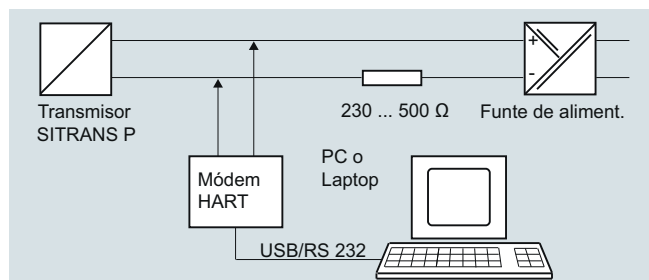 +
-
Transmisor
SITRANS P
230 ... 500 Ω
Funte de aliment.
PC o
Laptop
Módem
HART
USB/RS 232